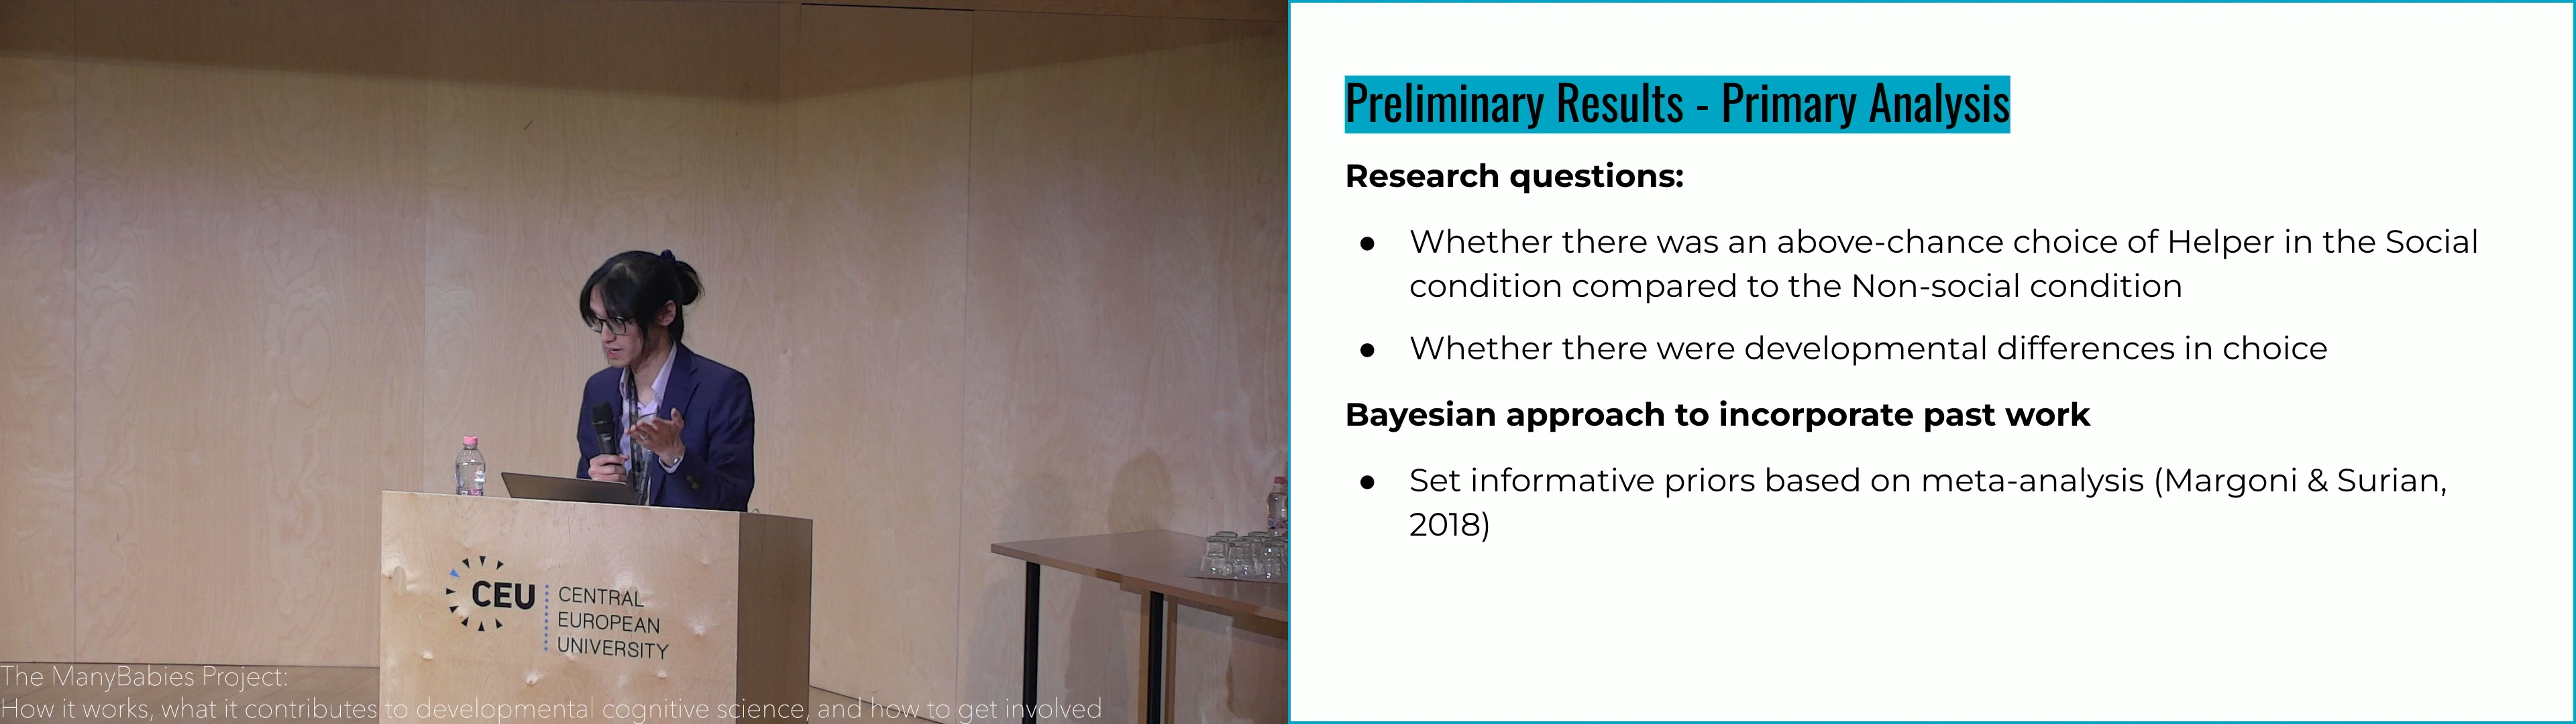 CEU
CENTRAL
EUROPEAN
UNIVERSITY
The ManyBabies Project:
How it works, what it contributes to developmental cognitive science, and how to get involved
Preliminary Results - Primary Analysis
Research questions:
● Whether there was an above-chance choice of Helper in the Social
condition compared to the Non-social condition
● Whether there were developmental differences in choice
Bayesian approach to incorporate past work
● Set informative priors based on meta-analysis (Margoni & Surian,
2018)